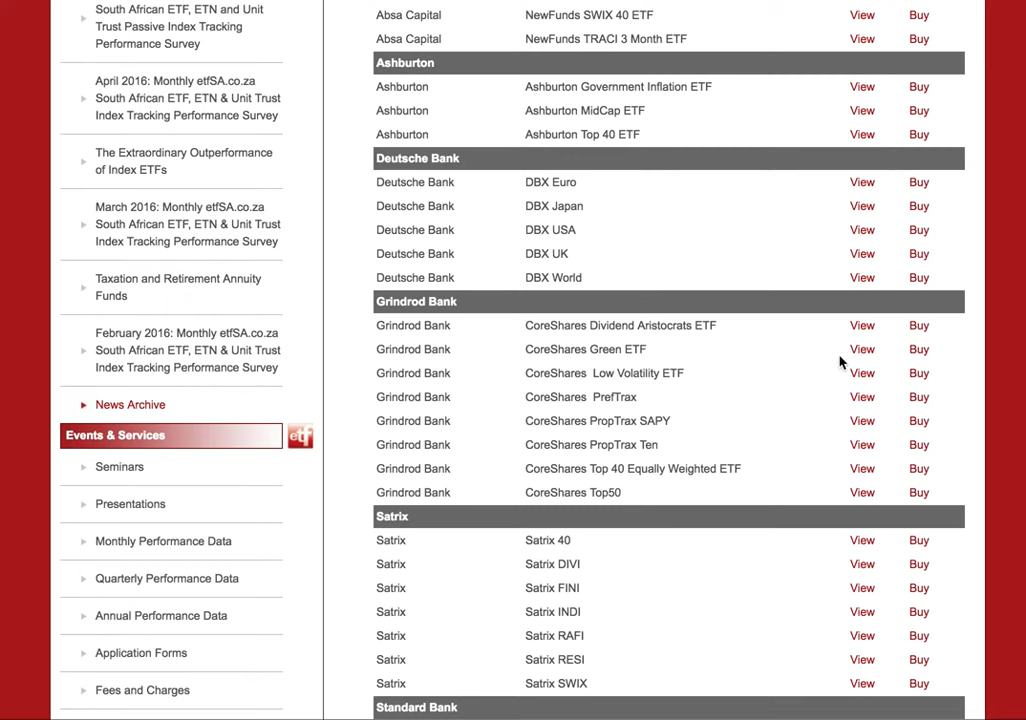 South African ETF, ETN and Unit
Trust Passive Index Tracking
Performance Survey
April 2016: Monthly etfSA.co.za
South African ETF, ETN & Unit Trust
Index Tracking Performance Survey
The Extraordinary Outperformance
of Index ETFs
March 2016: Monthly etfSA.co.za
South African ETF, ETN & Unit Trust
Index Tracking Performance Survey
Taxation and Retirement Annuity
Funds
February 2016: Monthly etfSA.co.za
South African ETF, ETN & Unit Trust
Index Tracking Performance Survey
News Archive
Events & Services
etf
Seminars
Presentations
Monthly Performance Data
Quarterly Performance Data
Annual Performance Data
Application Forms
Fees and Charges
Absa Capital NewFunds SWIX 40 ETF View Buy
Absa Capital NewFunds TRACI 3 Month ETF View Buy
Ashburton
Ashburton Ashburton Government Inflation ETF View Buy
Ashburton Ashburton MidCap ETF View Buy
Ashburton Ashburton Top 40 ETF View Buy
Deutsche Bank
Deutsche Bank DBX Euro View Buy
Deutsche Bank DBX Japan View Buy
Deutsche Bank DBX USA View Buy
Deutsche Bank DBX UK View Buy
Deutsche Bank DBX World View Buy
Grindrod Bank
Grindrod Bank CoreShares Dividend Aristocrats ETF View Buy
Grindrod Bank CoreShares Green ETF View Buy
Grindrod Bank CoreShares Low Volatility ETF View Buy
Grindrod Bank CoreShares PrefTrax View Buy
Grindrod Bank CoreShares PropTrax SAPY View Buy
Grindrod Bank CoreShares PropTrax Ten View Buy
Grindrod Bank CoreShares Top 40 Equally Weighted ETF View Buy
Grindrod Bank CoreShares Top50 View Buy
Satrix
Satrix Satrix 40 View Buy
Satrix Satrix DIVI View Buy
Satrix Satrix FINI View Buy
Satrix Satrix INDI View Buy
Satrix Satrix RAFI View Buy
Satrix Satrix RESI View Buy
Satrix Satrix SWIX View Buy
Standard Bank